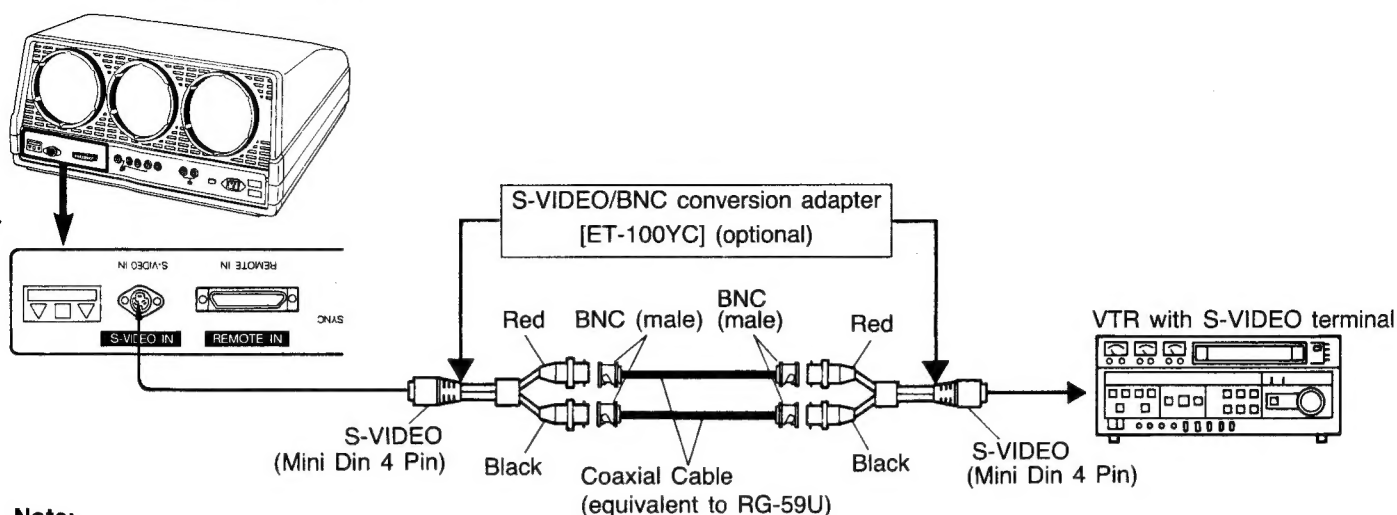 S-VIDEO/BNC conversion adapter
[ET-100YC] (optional)
S-VIDEO IN
REMOTE IN
SYNC
S-VIDEO IN
REMOTE IN
Red
BNC (male)
BNC
(male)
Red
VTR with S-VIDEO terminal
S-VIDEO
(Mini Din 4 Pin)
Black
Coaxial Cable
(equivalent to RG-59U)
Black
S-VIDEO
(Mini Din 4 Pin)
Note: